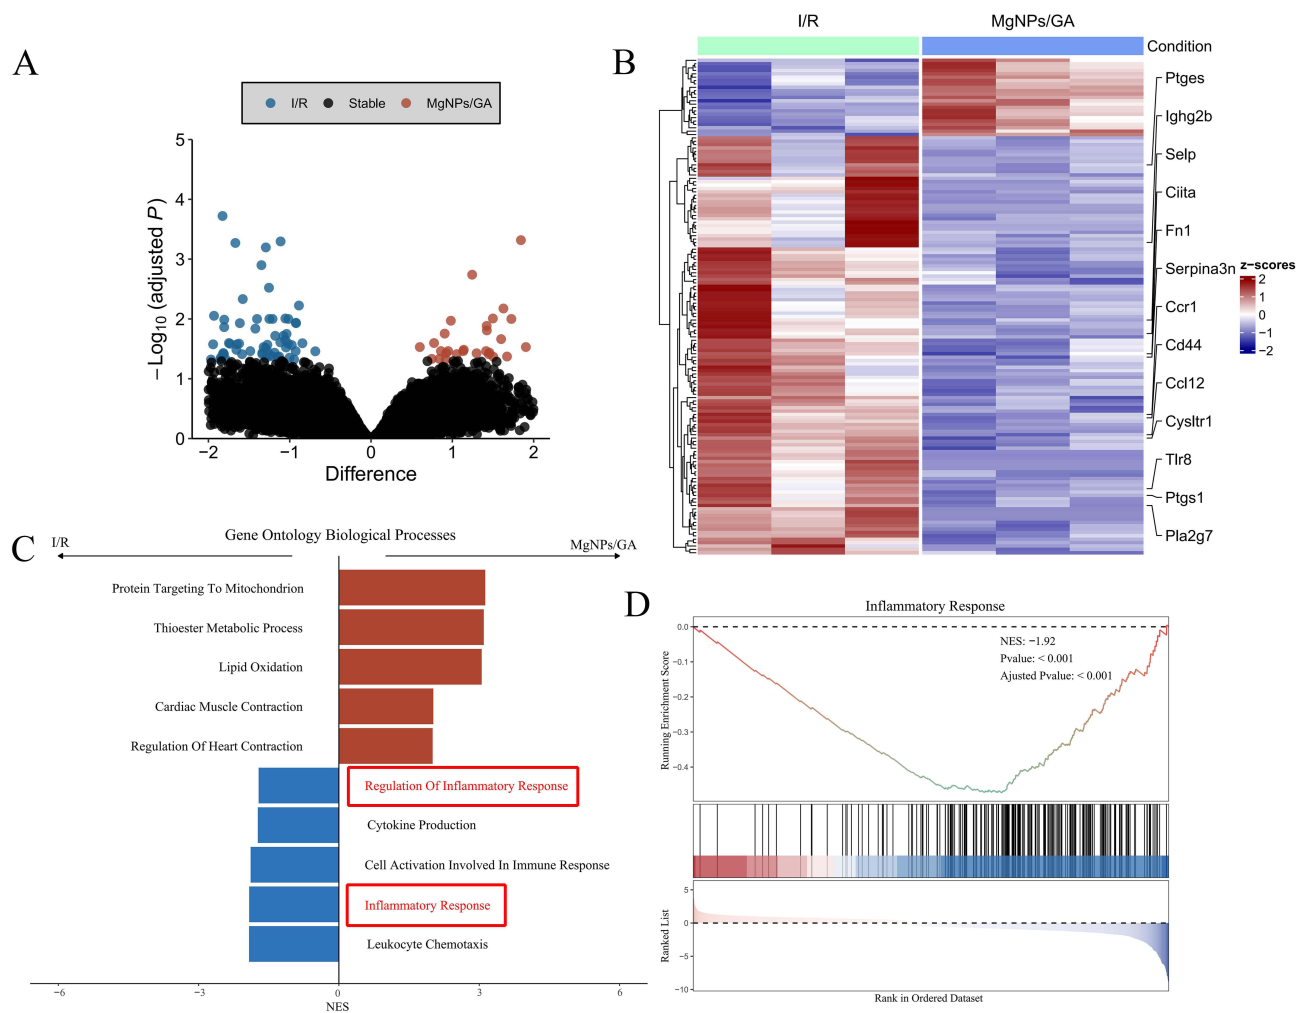 A
I/R
Stable
MgNPs/GA
5
4
3
2
1
0
−Log10 (adjusted P)
−2
−1
0
1
2
Difference
B
I/R
MgNPs/GA
Condition
Ptges
Ighg2b
Selp
Ciita
Fn1
Serpina3n
Ccr1
Cd44
Ccl12
Cysltr1
Tlr8
Ptgs1
Pla2g7
z−scores
2
1
0
−1
−2
C
Gene Ontology Biological Processes
I/R
MgNPs/GA
Protein Targeting To Mitochondrion
Thioester Metabolic Process
Lipid Oxidation
Cardiac Muscle Contraction
Regulation Of Heart Contraction
Regulation Of Inflammatory Response
Cytokine Production
Cell Activation Involved In Immune Response
Inflammatory Response
Leukocyte Chemotaxis
−6
−3
0
3
6
NES
D
Inflammatory Response
NES: −1.92
Pvalue: < 0.001
Ajusted Pvalue: < 0.001
0.0
−0.1
−0.2
−0.3
−0.4
Running Enrichment Score
5
0
−5
−10
Ranked List
Rank in Ordered Dataset